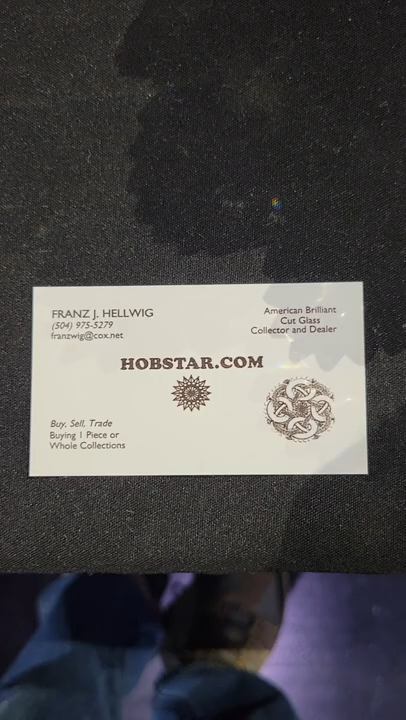 FRANZ J. HELLWIG
(504) 975-5279
franzwig@cox.net
American Brilliant
Cut Glass
Collector and Dealer
HOBSTAR.COM
Buy, Sell, Trade
Buying 1 Piece or
Whole Collections